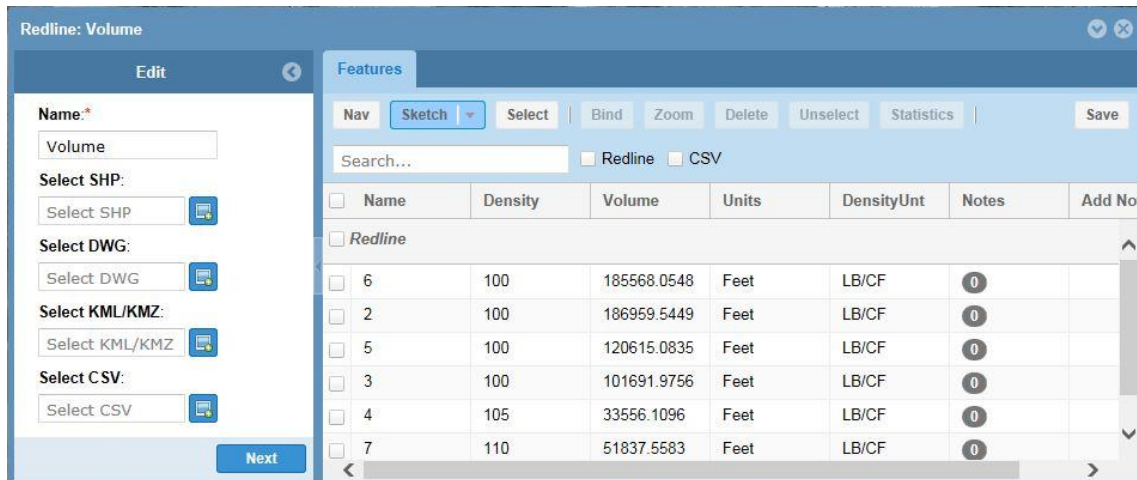 Redline: Volume
Edit
Name:*
Volume
Select SHP:
Select SHP
Select DWG:
Select DWG
Select KML/KMZ:
Select KML/KMZ
Select CSV:
Select CSV
Next
Features
Nav Sketch Select Bind Zoom Delete Unselect Statistics Save
Search... Redline CSV
Name Density Volume Units DensityUnt Notes Add No
Redline
6 100 185568.0548 Feet LB/CF 0
2 100 186959.5449 Feet LB/CF 0
5 100 120615.0835 Feet LB/CF 0
3 100 101691.9756 Feet LB/CF 0
4 105 33556.1096 Feet LB/CF 0
7 110 51837.5583 Feet LB/CF 0